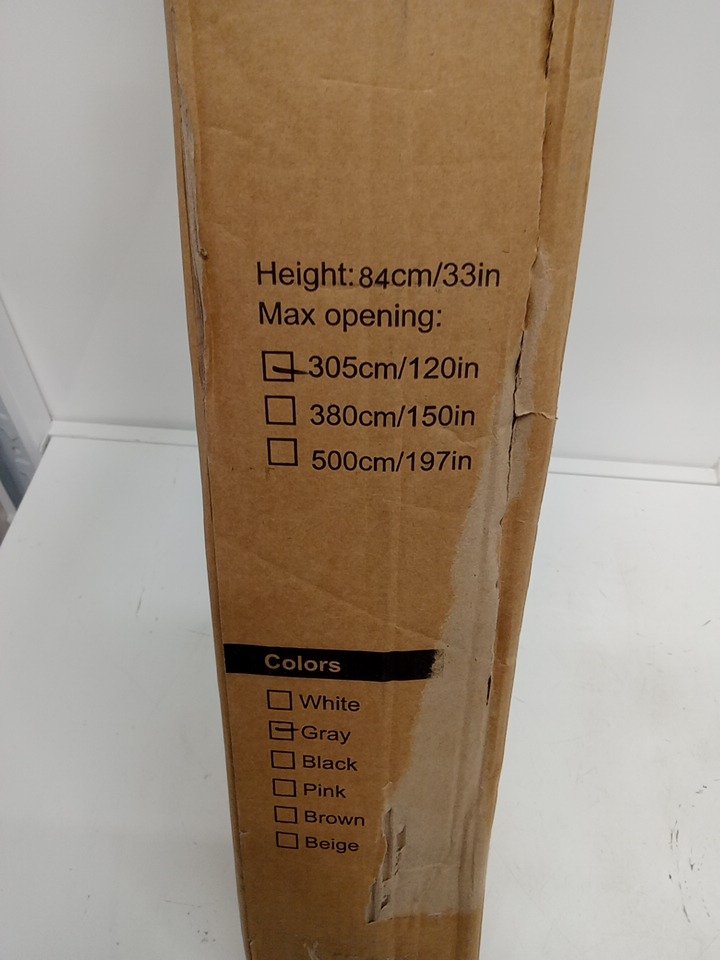 Height: 84cm/33in
Max opening:
305cm/120in
380cm/150in
500cm/197in
Colors
White
Gray
Black
Pink
Brown
Beige